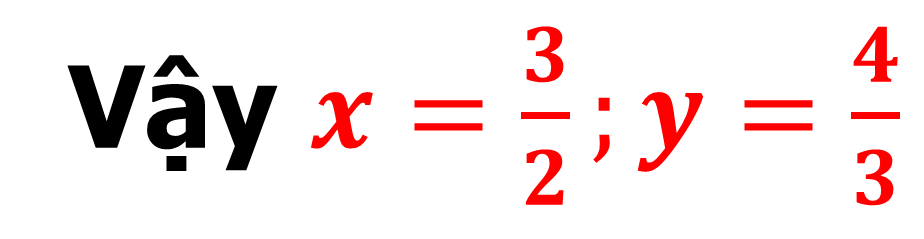 Vậy x = 3/2 ; y = 4/3